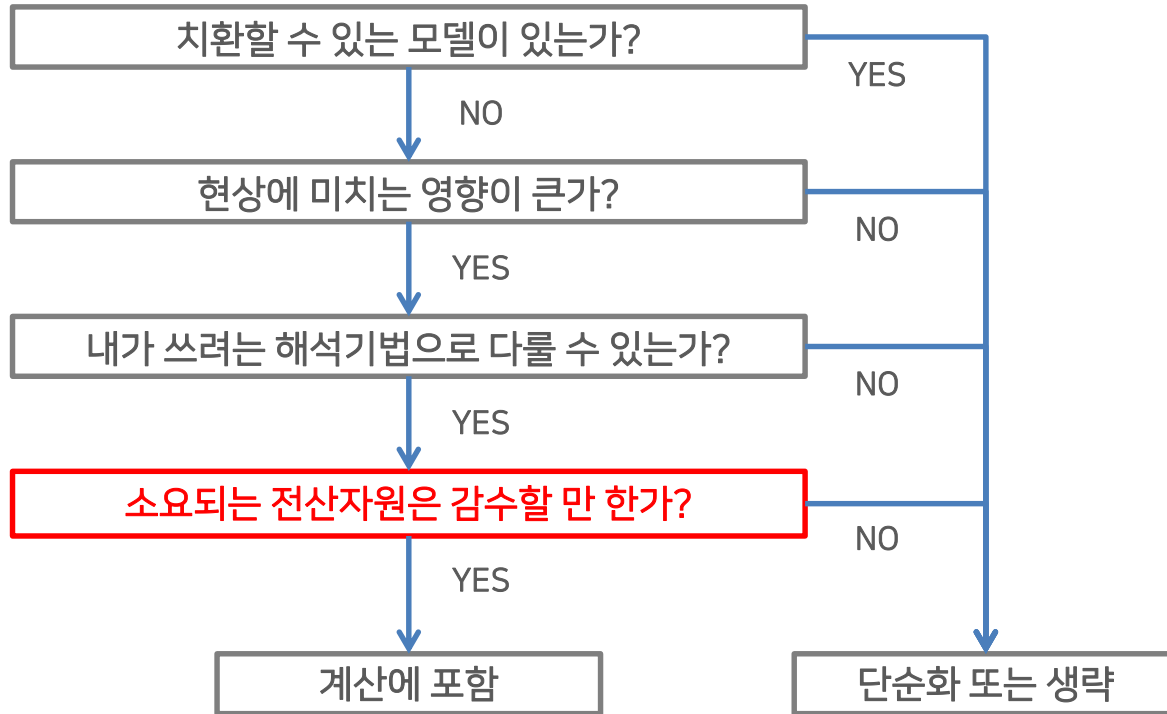 치환할 수 있는 모델이 있는가?
YES
NO
현상에 미치는 영향이 큰가?
NO
YES
내가 쓰려는 해석기법으로 다룰 수 있는가?
NO
YES
소요되는 전산자원은 감수할 만 한가?
NO
YES
계산에 포함
단순화 또는 생략